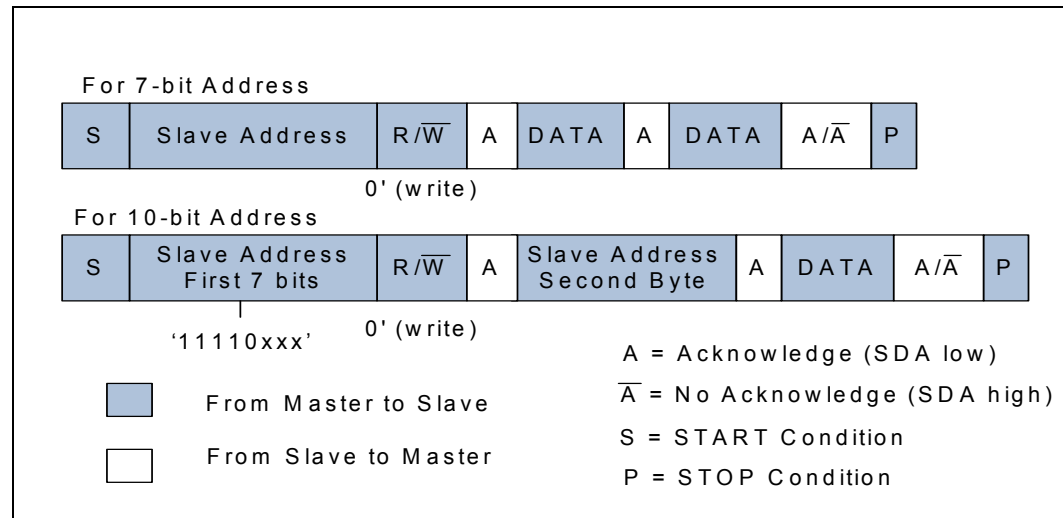 For 7-bit Address
S Slave Address R/W̅ A DATA A DATA A/A̅ P
0' (write)
For 10-bit Address
S Slave Address First 7 bits R/W̅ A Slave Address Second Byte A DATA A/A̅ P
‘11110xxx’ 0' (write)
From Master to Slave
From Slave to Master
A = Acknowledge (SDA low)
A̅ = No Acknowledge (SDA high)
S = START Condition
P = STOP Condition